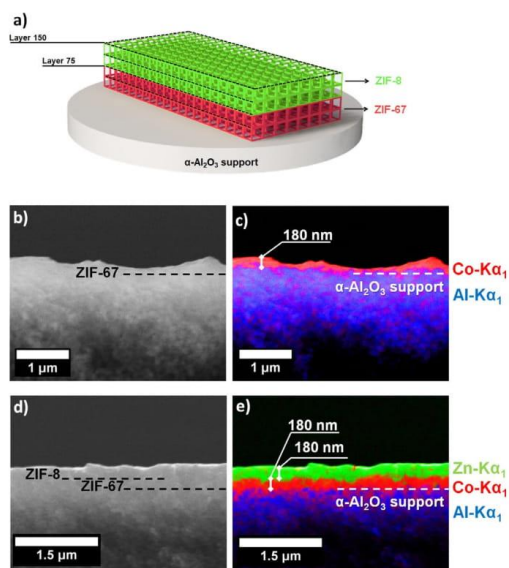 a)
Layer 150
Layer 75
ZIF-8
ZIF-67
α-Al₂O₃ support
b)
ZIF-67
1 µm
c)
180 nm
Co-Kα₁
α-Al₂O₃ support
Al-Kα₁
1 µm
d)
ZIF-8
ZIF-67
1.5 µm
e)
180 nm
180 nm
Zn-Kα₁
Co-Kα₁
α-Al₂O₃ support
Al-Kα₁
1.5 µm